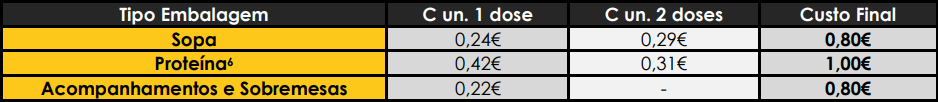 Tipo Embalagem C un. 1 dose C un. 2 doses Custo Final
Sopa 0,24€ 0,29€ 0,80€
Proteína⁶ 0,42€ 0,31€ 1,00€
Acompanhamentos e Sobremesas 0,22€ - 0,80€